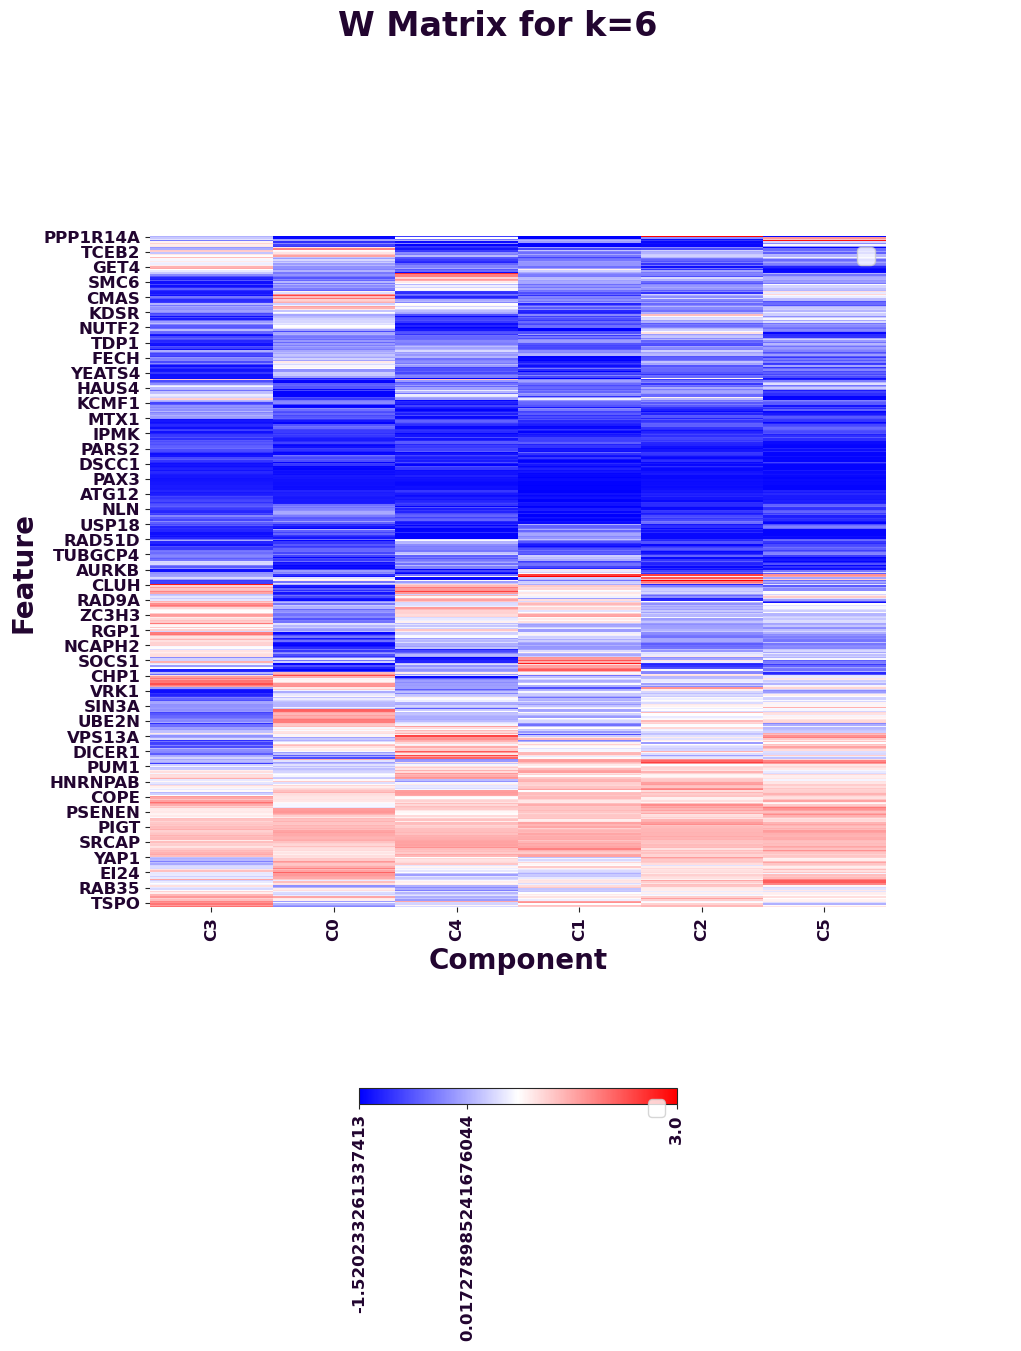 W Matrix for k=6
PPP1R14A
TCEB2
GET4
SMC6
CMAS
KDSR
NUTF2
TDP1
FECH
YEATS4
HAUS4
KCMF1
MTX1
IPMK
PARS2
DSCC1
PAX3
ATG12
NLN
USP18
RAD51D
TUBGCP4
AURKB
CLUH
RAD9A
ZC3H3
RGP1
NCAPH2
SOCS1
CHP1
VRK1
SIN3A
UBE2N
VPS13A
DICER1
PUM1
HNRNPAB
COPE
PSENEN
PIGT
SRCAP
YAP1
EI24
RAB35
TSPO
Feature
C3
C0
C4
C1
C2
C5
Component
-1.520233261337413
0.017278985241676044
3.0